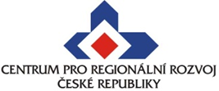 CENTRUM PRO REGIONÁLNÍ ROZVOJ
ČESKÉ REPUBLIKY